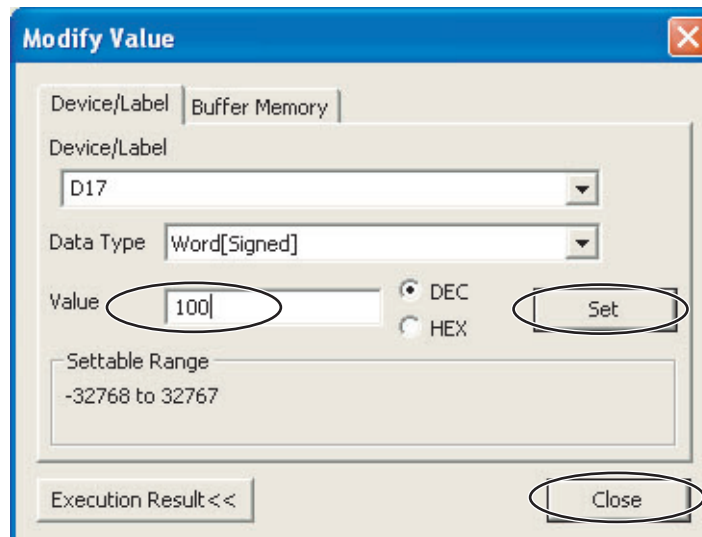 Modify Value
Device/Label Buffer Memory
Device/Label
D17
Data Type Word[Signed]
Value 100 DEC Set
HEX
Settable Range
-32768 to 32767
Execution Result<< Close